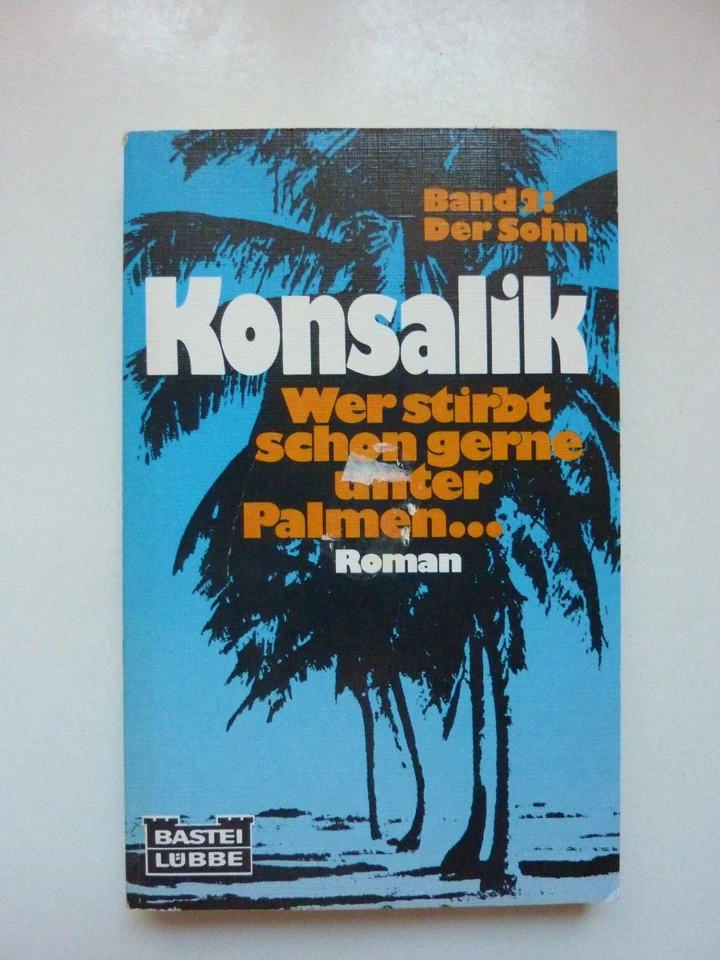 Band 2:
Der Sohn
Konsalik
Wer stirbt
schon gerne
unter
Palmen...
Roman
BASTEI
LÜBBE